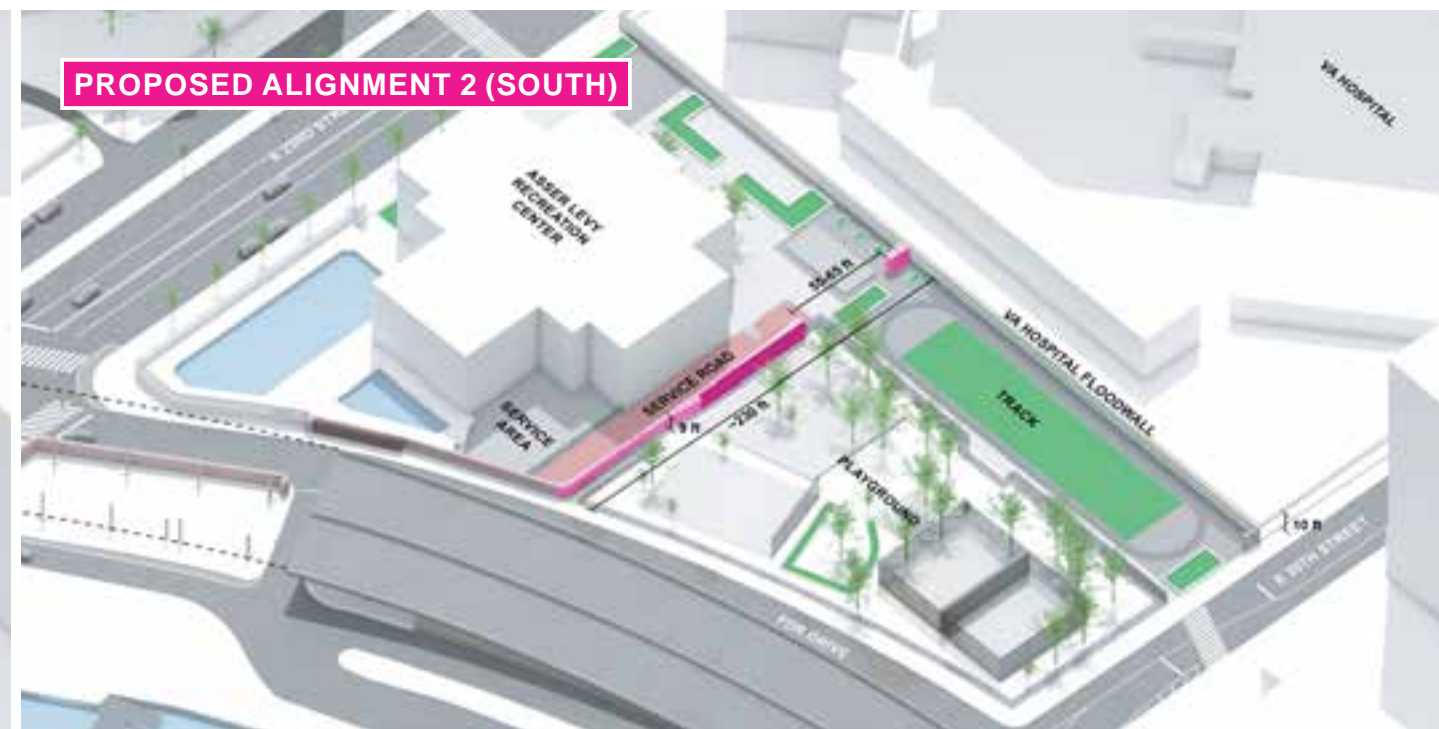 PROPOSED ALIGNMENT 2 (SOUTH)
VA HOSPITAL
E 23RD STREET
ASSER LEVY
RECREATION
CENTER
VA HOSPITAL FLOODWALL
SERVICE ROAD
TRACK
SERVICE
AREA
9 ft
~230 ft
PLAYGROUND
10 ft
FDR DRIVE